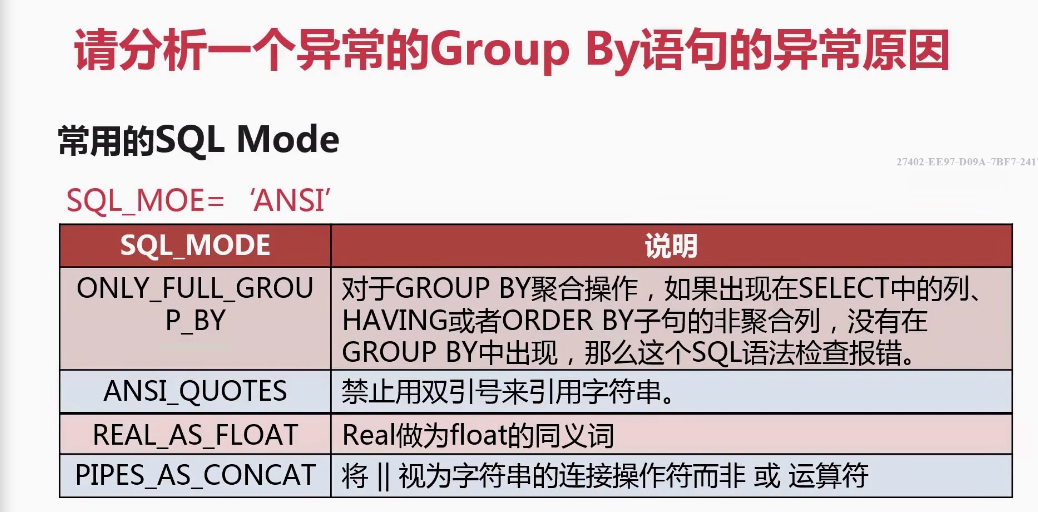 请分析一个异常的Group By语句的异常原因
常用的SQL Mode
27402-EE97-D09A-7BF7-241
SQL_MOE= ‘ANSI’
SQL_MODE 说明
ONLY_FULL_GROU
P_BY
对于GROUP BY聚合操作，如果出现在SELECT中的列、
HAVING或者ORDER BY子句的非聚合列，没有在
GROUP BY中出现，那么这个SQL语法检查报错。
ANSI_QUOTES 禁止用双引号来引用字符串。
REAL_AS_FLOAT Real做为float的同义词
PIPES_AS_CONCAT 将 || 视为字符串的连接操作符而非 或 运算符